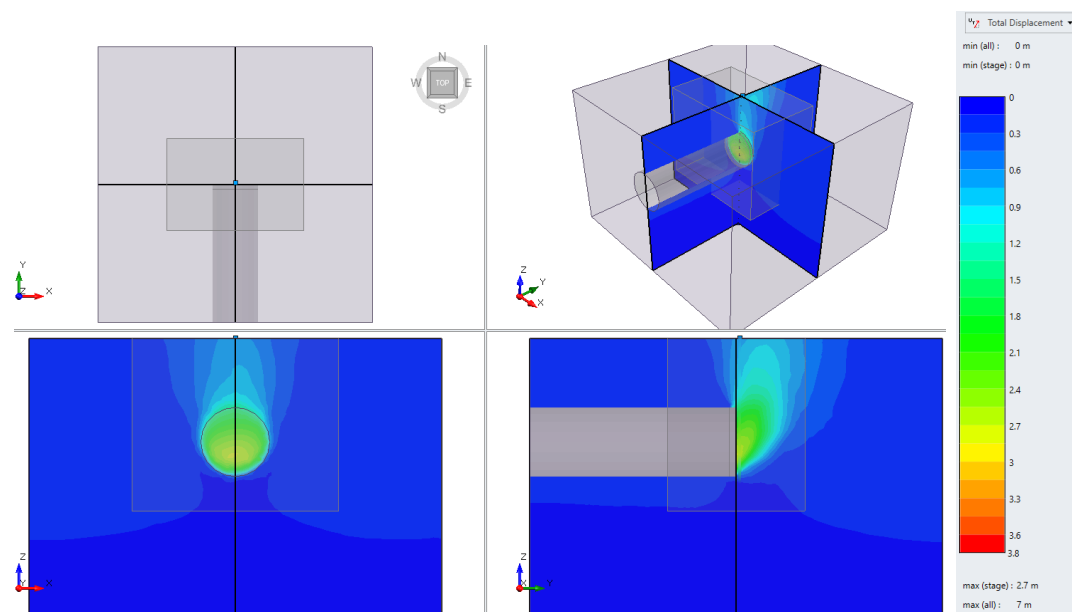 N
W TOP E
S
Y
Z X
Z
Y
X
Z
Y X
Z
X Y
Total Displacement
min (all) : 0 m
min (stage) : 0 m
0
0.3
0.6
0.9
1.2
1.5
1.8
2.1
2.4
2.7
3
3.3
3.6
3.8
max (stage) : 2.7 m
max (all) : 7 m